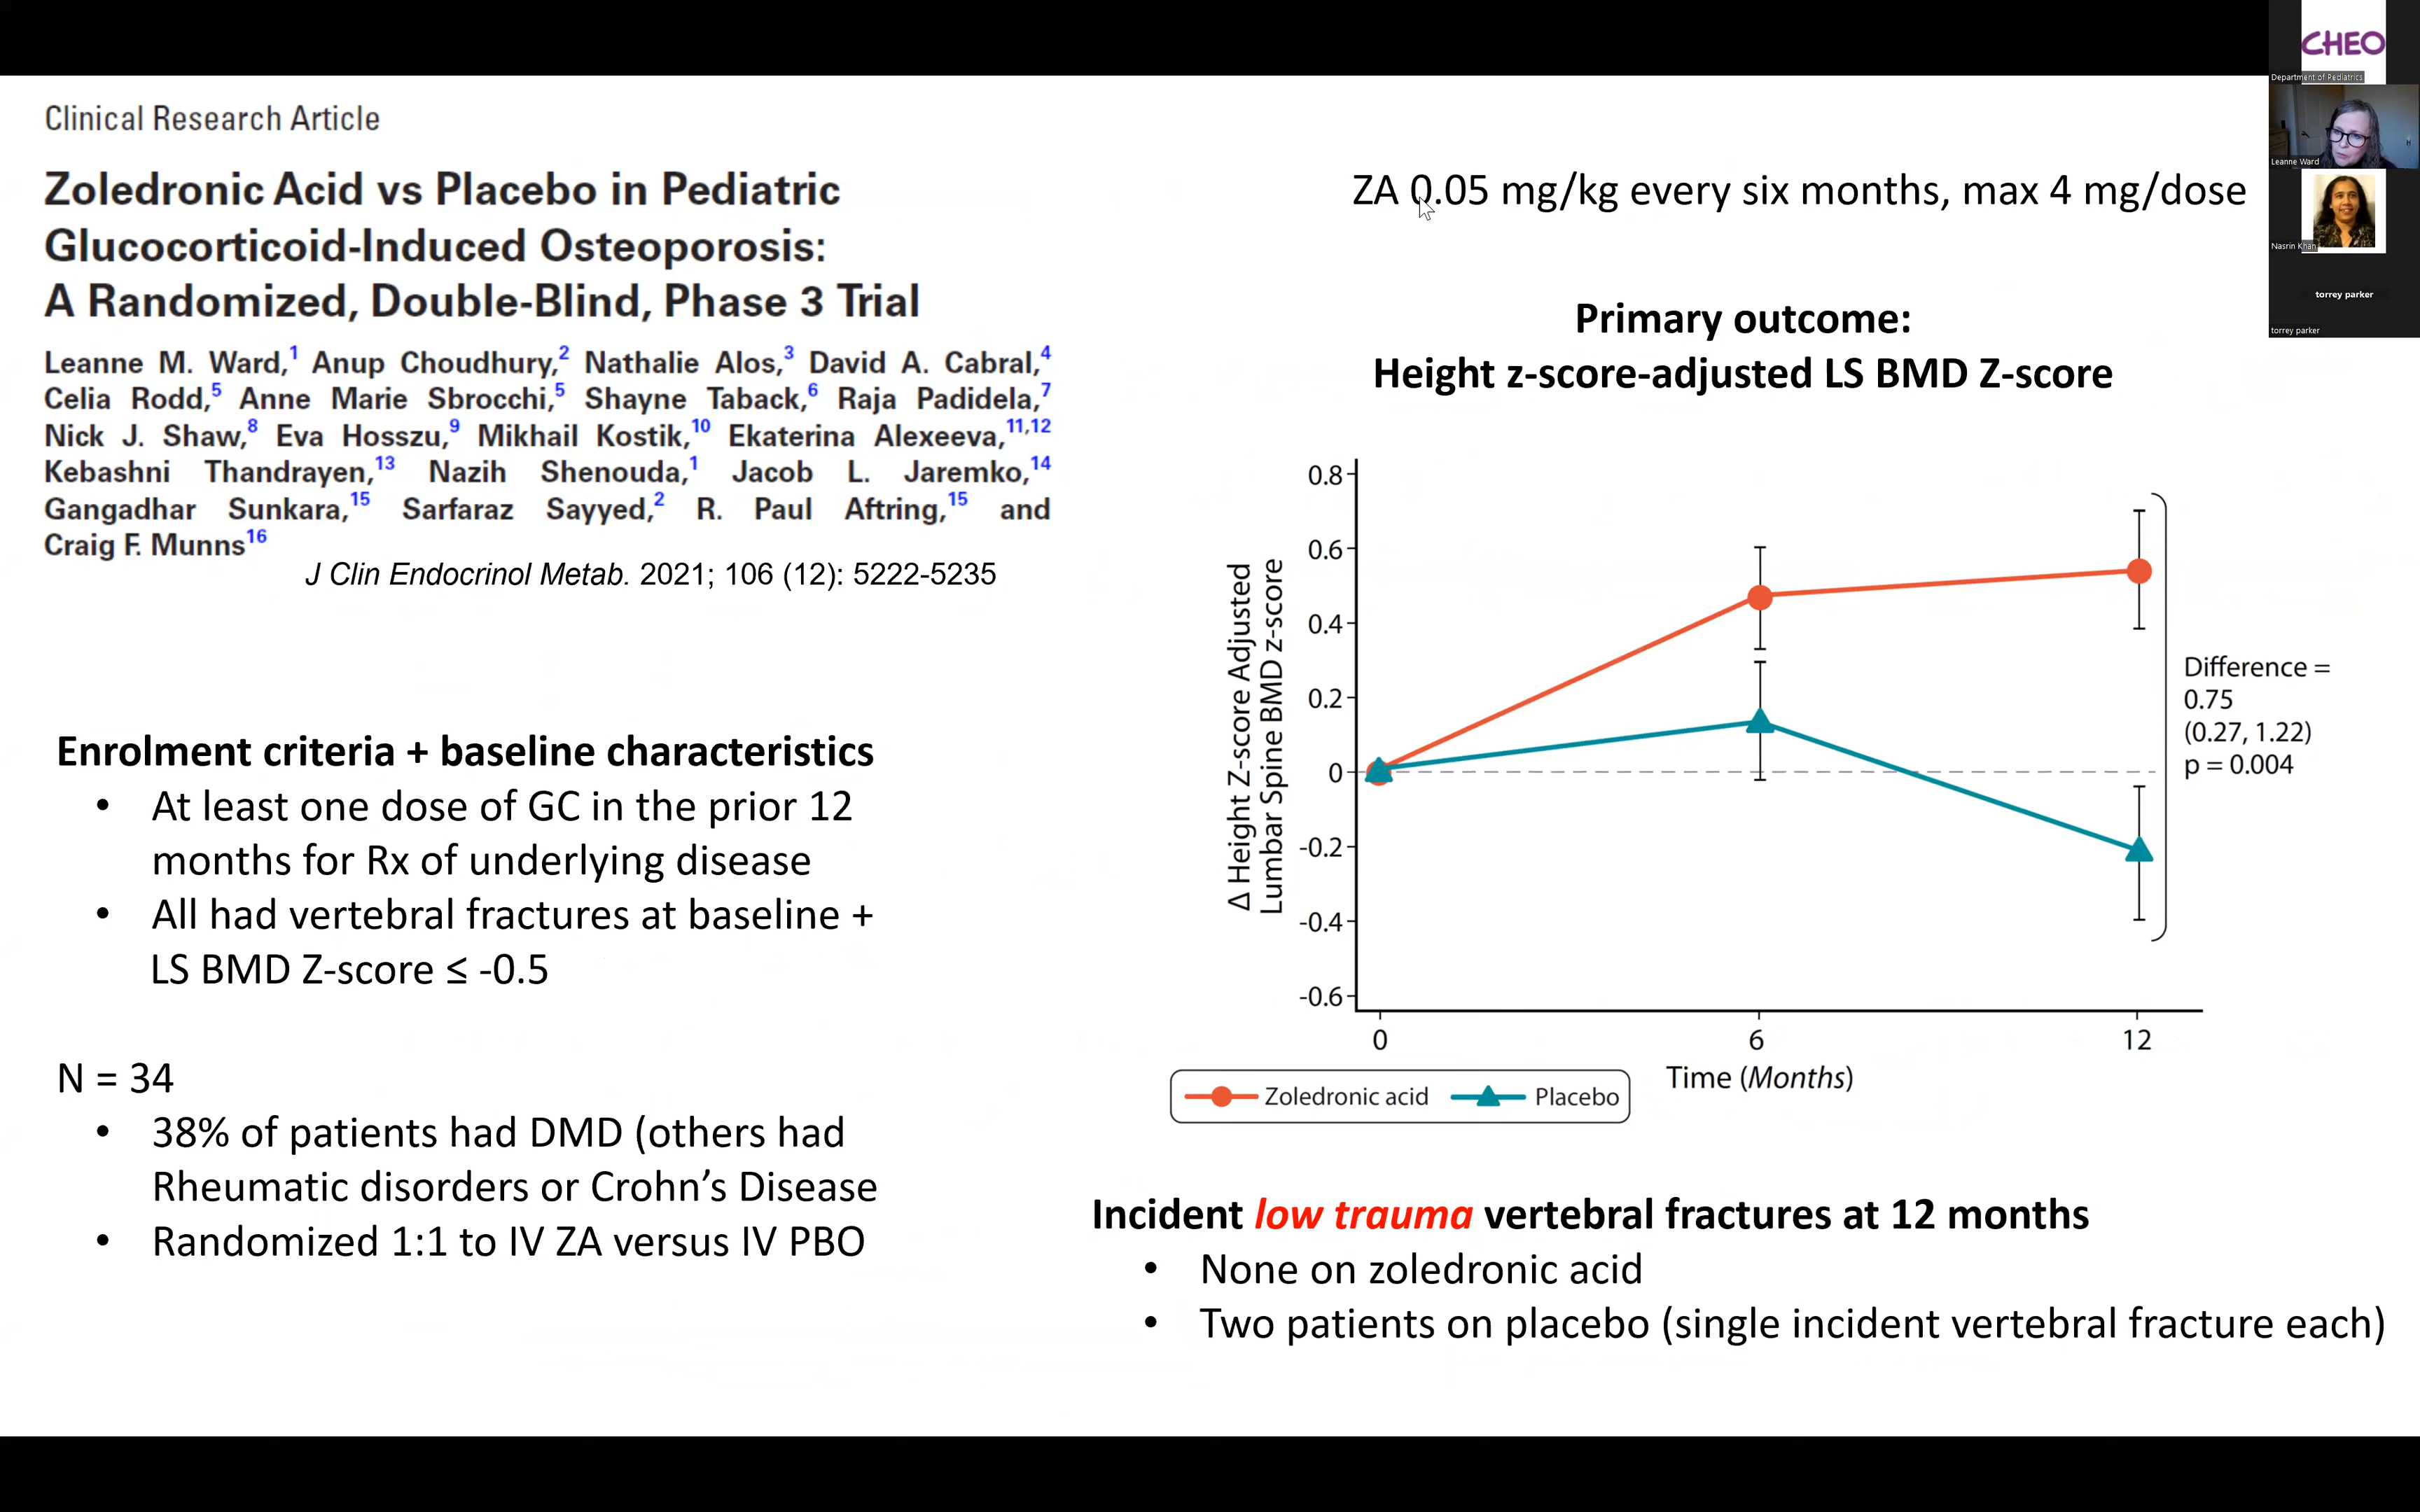 Clinical Research Article
Zoledronic Acid vs Placebo in Pediatric
Glucocorticoid-Induced Osteoporosis:
A Randomized, Double-Blind, Phase 3 Trial
Leanne M. Ward,1 Anup Choudhury,2 Nathalie Alos,3 David A. Cabral,4
Celia Rodd,5 Anne Marie Sbrocchi,5 Shayne Taback,6 Raja Padidela,7
Nick J. Shaw,8 Eva Hosszu,9 Mikhail Kostik,10 Ekaterina Alexeeva,11,12
Kebashni Thandrayen,13 Nazih Shenouda,1 Jacob L. Jaremko,14
Gangadhar Sunkara,15 Sarfaraz Sayyed,2 R. Paul Aftring,15 and
Craig F. Munns16
J Clin Endocrinol Metab. 2021; 106 (12): 5222-5235
Enrolment criteria + baseline characteristics
• At least one dose of GC in the prior 12
months for Rx of underlying disease
• All had vertebral fractures at baseline +
LS BMD Z-score ≤ -0.5
N = 34
• 38% of patients had DMD (others had
Rheumatic disorders or Crohn's Disease
• Randomized 1:1 to IV ZA versus IV PBO
ZA 0.05 mg/kg every six months, max 4 mg/dose
Primary outcome:
Height z-score-adjusted LS BMD Z-score
Δ Height Z-score Adjusted
Lumbar Spine BMD z-score
0.8
0.6
0.4
0.2
0
-0.2
-0.4
-0.6
0 6 12
Time (Months)
Zoledronic acid Placebo
Difference =
0.75
(0.27, 1.22)
p = 0.004
Incident low trauma vertebral fractures at 12 months
• None on zoledronic acid
• Two patients on placebo (single incident vertebral fracture each)
CHEO
Department of Pediatrics
Leanne Ward
Nasrin Khan
torrey parker
torrey parker